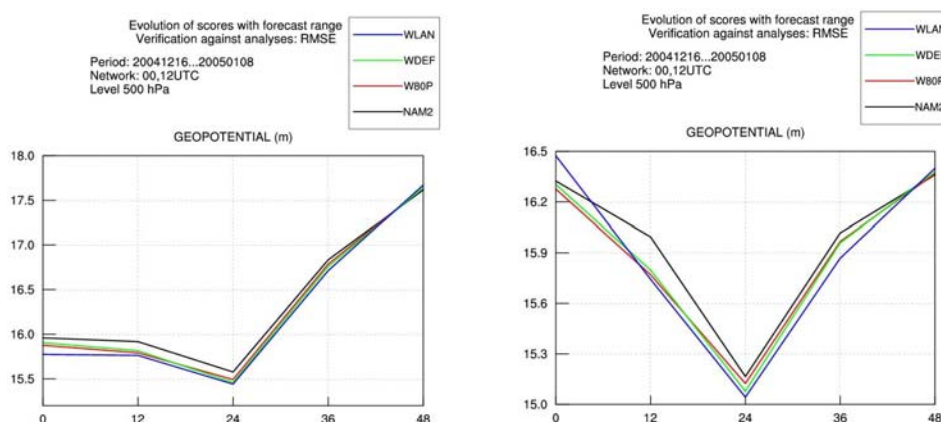 Evolution of scores with forecast range
Verification against analyses: RMSE
Period: 20041216...20050108
Network: 00,12UTC
Level 500 hPa
WLAN
WDEF
W80P
NAM2
GEOPOTENTIAL (m)
18.0
17.5
17.0
16.5
16.0
15.5
0 12 24 36 48
Evolution of scores with forecast range
Verification against analyses: RMSE
Period: 20041216...20050108
Network: 00,12UTC
Level 500 hPa
WLAN
WDEF
W80P
NAM2
GEOPOTENTIAL (m)
16.5
16.2
15.9
15.6
15.3
15.0
0 12 24 36 48